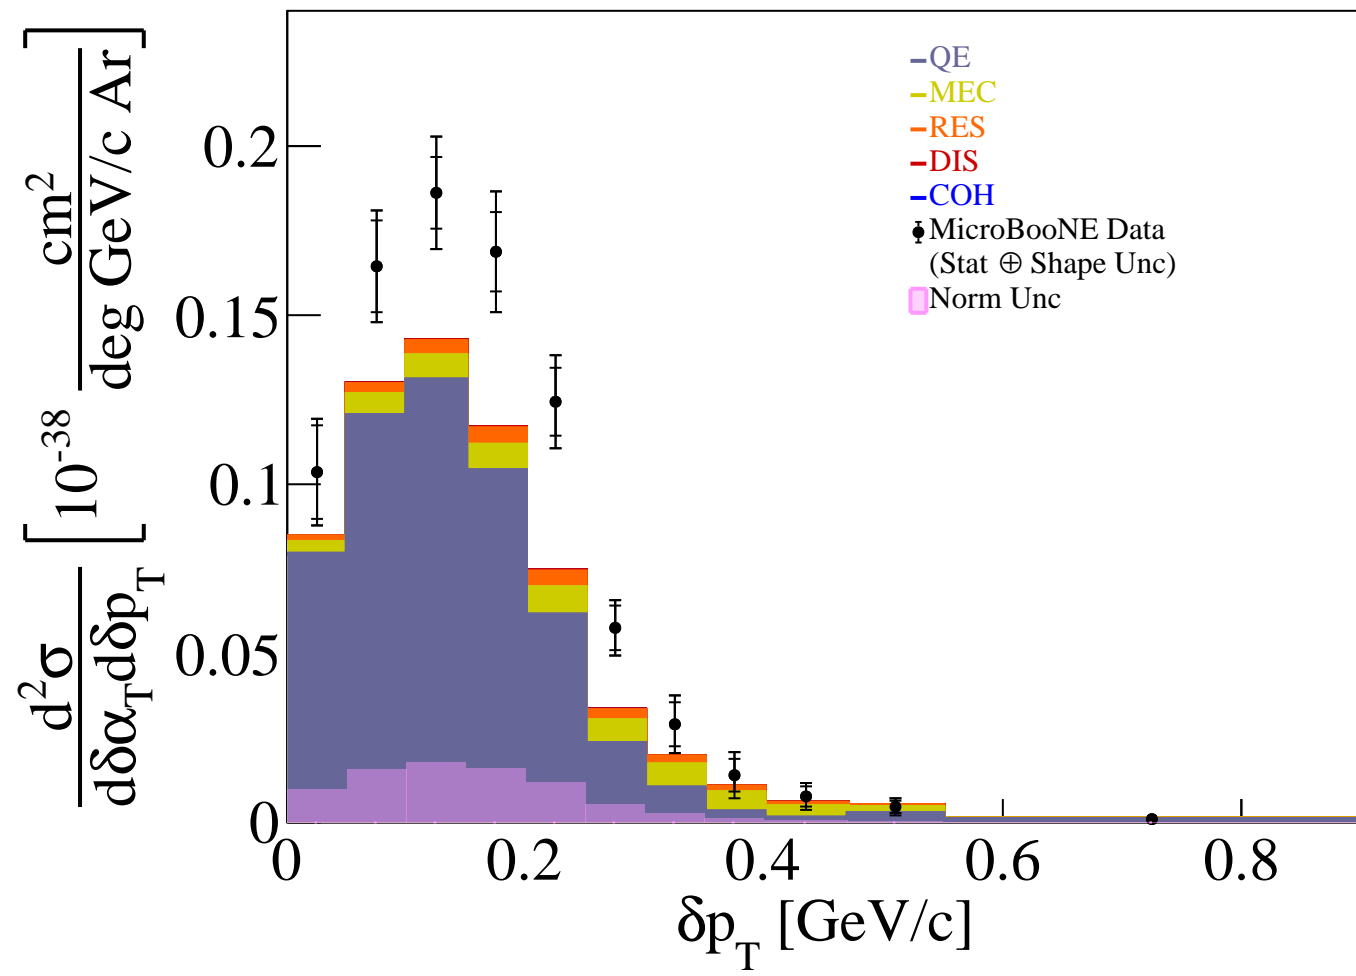 d²σ
dδα_T dδp_T
[10⁻³⁸ cm²
deg GeV/c Ar]
0.2
0.15
0.1
0.05
0
QE
MEC
RES
DIS
COH
MicroBooNE Data
(Stat ⊕ Shape Unc)
Norm Unc
0 0.2 0.4 0.6 0.8
δp_T [GeV/c]